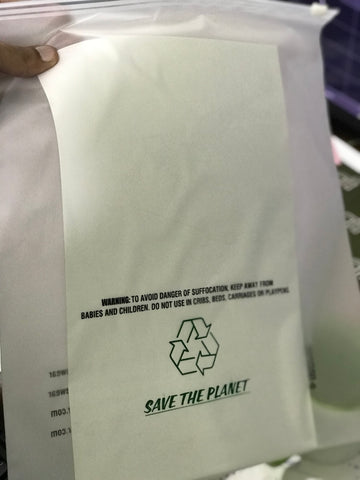 WARNING: TO AVOID DANGER OF SUFFOCATION, KEEP AWAY FROM
BABIES AND CHILDREN. DO NOT USE IN CRIBS, BEDS, CARRIAGES OR PLAYPENS.
SAVE THE PLANET